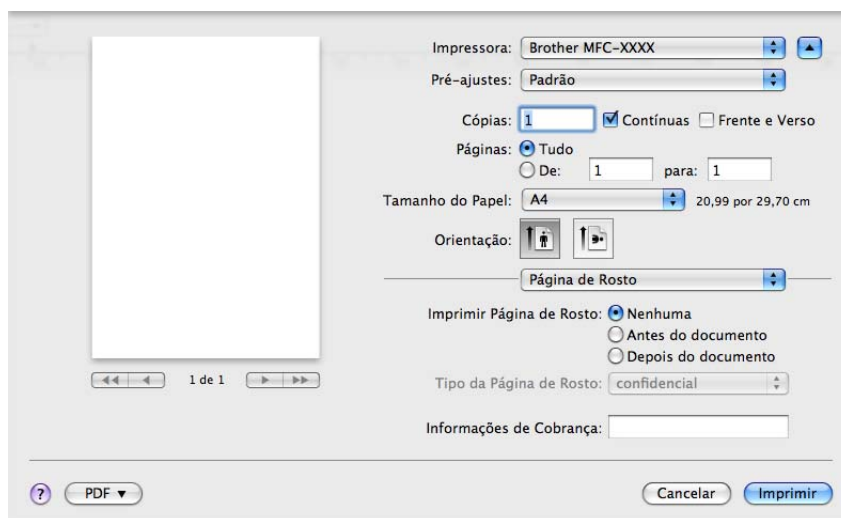 Impressora: Brother MFC-XXXX
Pré-ajustes: Padrão
Cópias: 1 Contínuas Frente e Verso
Páginas: Tudo
De: 1 para: 1
Tamanho do Papel: A4 20,99 por 29,70 cm
Orientação:
Página de Rosto
Imprimir Página de Rosto: Nenhuma
Antes do documento
Depois do documento
1 de 1
Tipo da Página de Rosto: confidencial
Informações de Cobrança:
? PDF ▼ Cancelar Imprimir